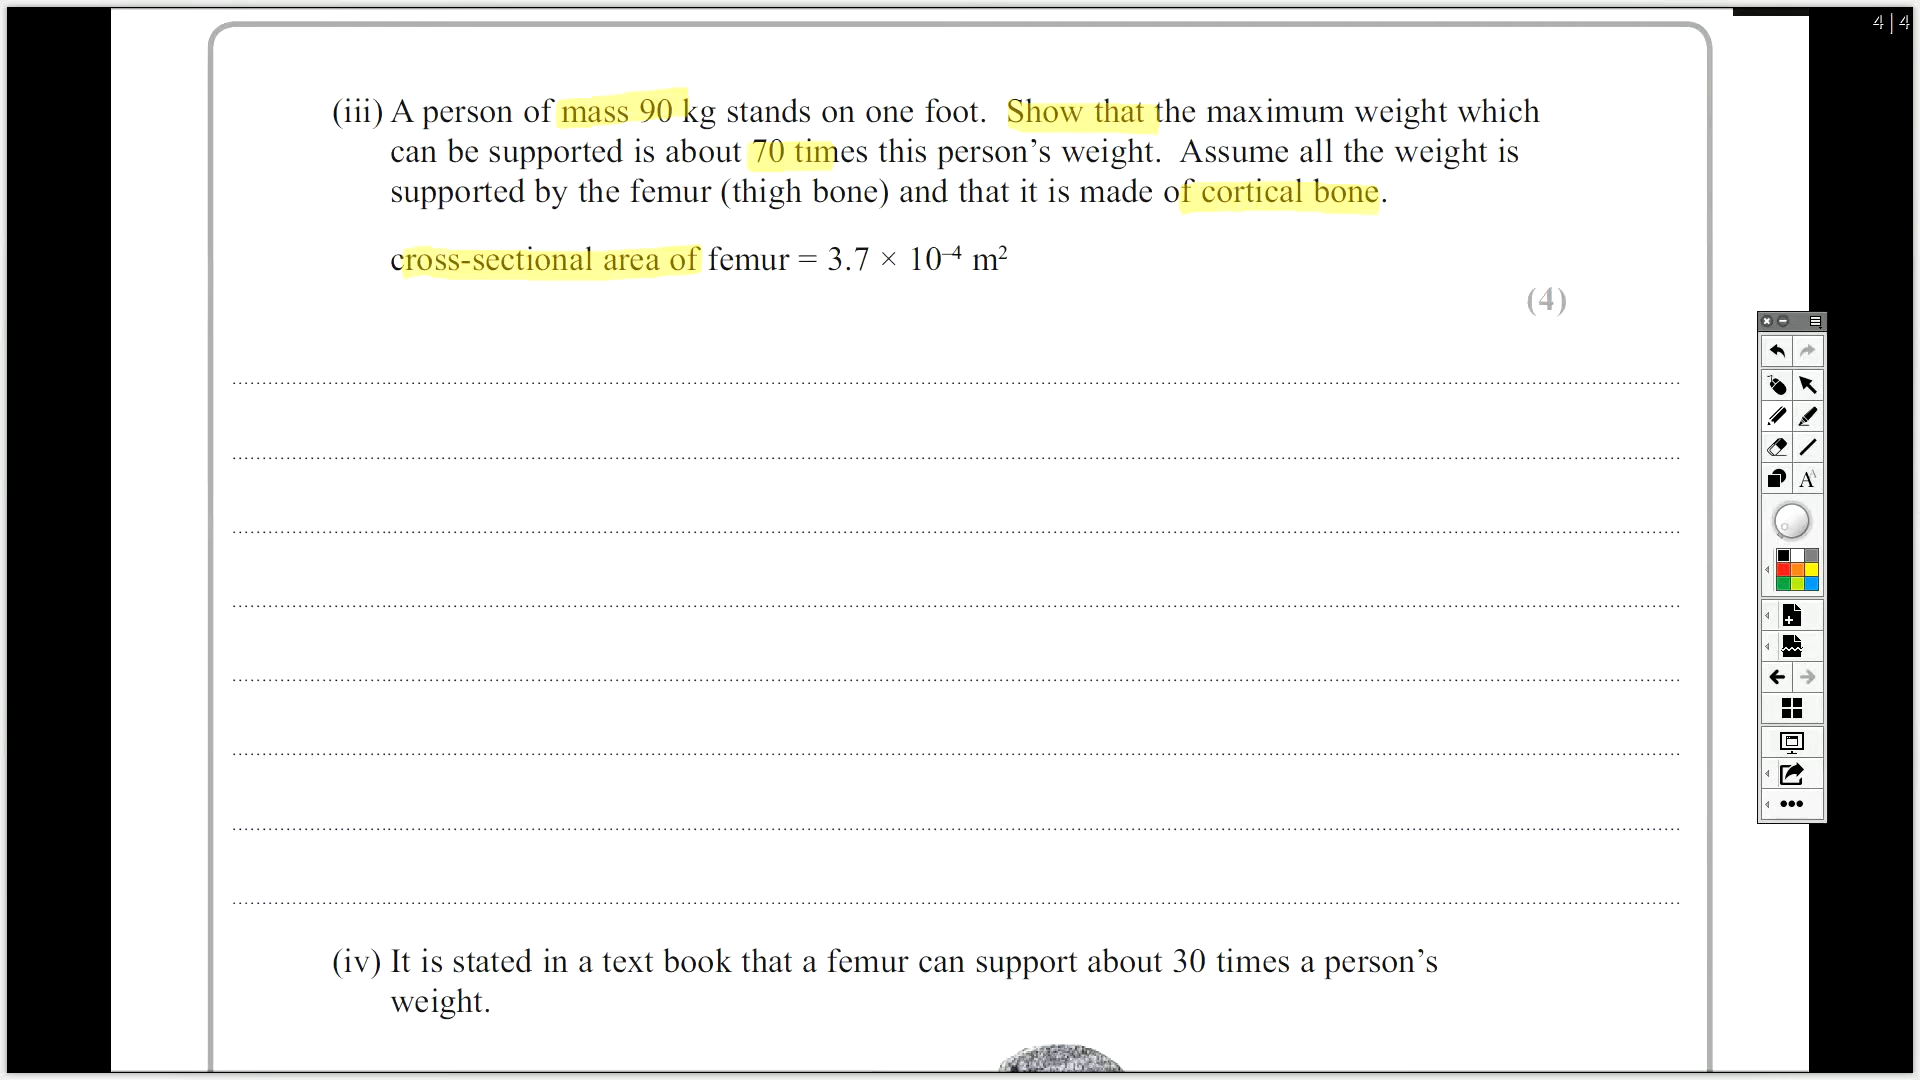 4 | 4
(iii) A person of mass 90 kg stands on one foot. Show that the maximum weight which
can be supported is about 70 times this person’s weight. Assume all the weight is
supported by the femur (thigh bone) and that it is made of cortical bone.
cross-sectional area of femur = 3.7 × 10⁻⁴ m²
(4)
(iv) It is stated in a text book that a femur can support about 30 times a person’s
weight.